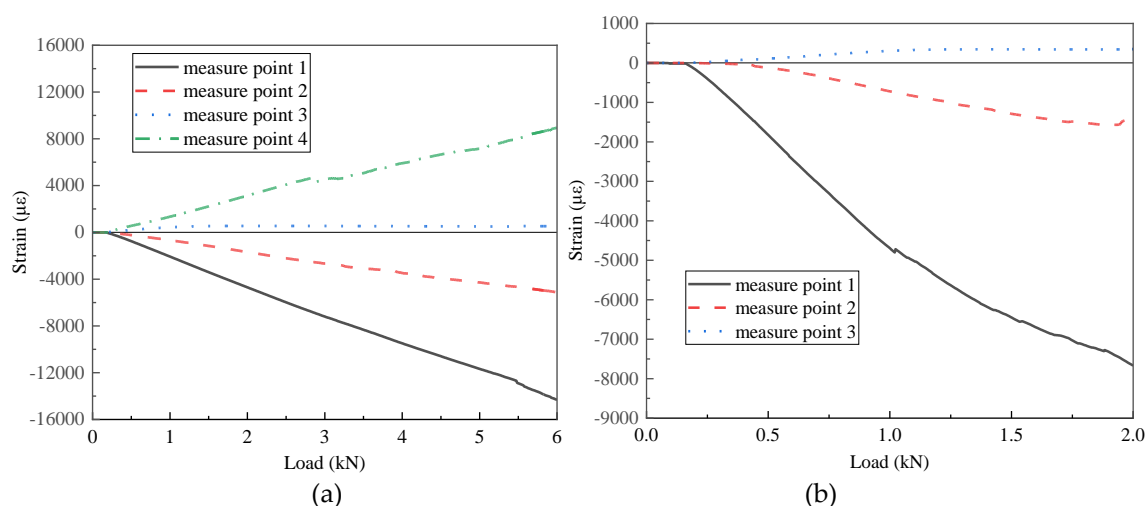 16000
12000
8000
4000
0
-4000
-8000
-12000
-16000
Strain (με)
measure point 1
measure point 2
measure point 3
measure point 4
0 1 2 3 4 5 6
Load (kN)
(a)
1000
0
-1000
-2000
-3000
-4000
-5000
-6000
-7000
-8000
-9000
Strain (με)
measure point 1
measure point 2
measure point 3
0.0 0.5 1.0 1.5 2.0
Load (kN)
(b)